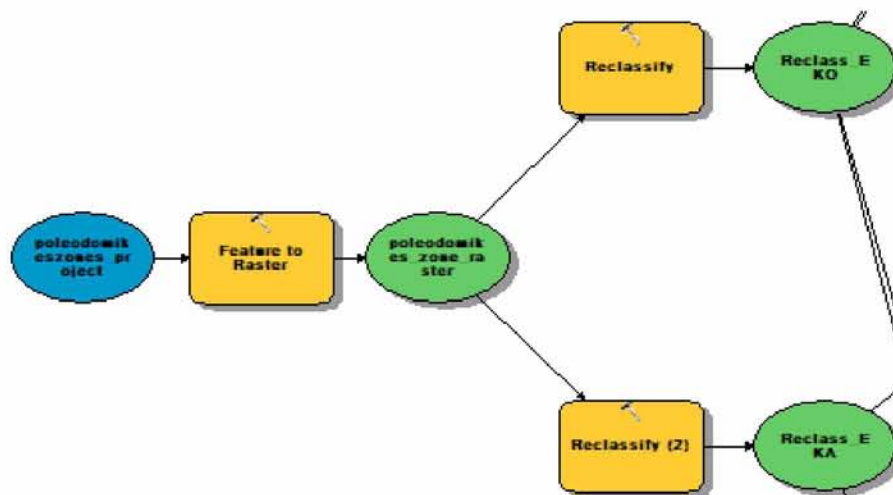 Reclassify
Reclass_E
KO
poleodomik
eszones_pr
oject
Feature to
Raster
poleodomik
es_zone_ra
ster
Reclassify (2)
Reclass_E
KA